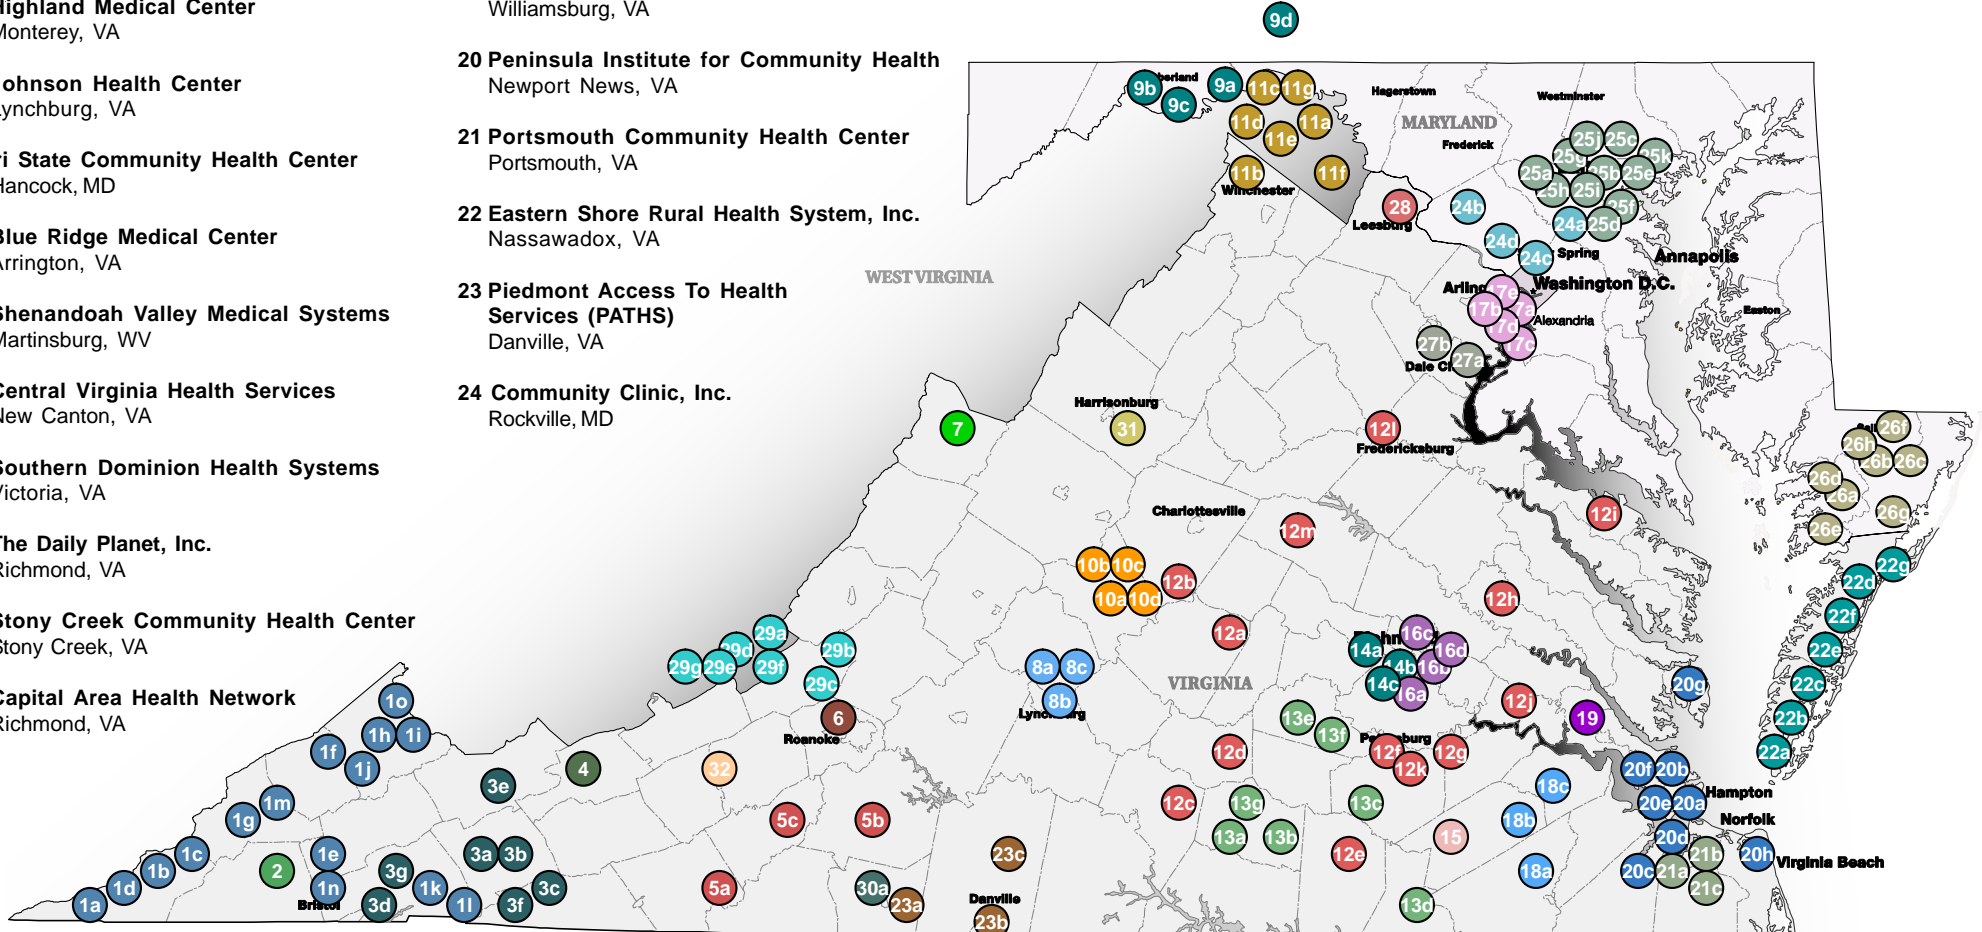 Highland Medical Center
Monterey, VA
Johnson Health Center
Lynchburg, VA
Tri State Community Health Center
Hancock, MD
Blue Ridge Medical Center
Arrington, VA
Shenandoah Valley Medical Systems
Martinsburg, WV
Central Virginia Health Services
New Canton, VA
Southern Dominion Health Systems
Victoria, VA
The Daily Planet, Inc.
Richmond, VA
Stony Creek Community Health Center
Stony Creek, VA
Capital Area Health Network
Richmond, VA
Williamsburg, VA
20 Peninsula Institute for Community Health
Newport News, VA
21 Portsmouth Community Health Center
Portsmouth, VA
22 Eastern Shore Rural Health System, Inc.
Nassawadox, VA
23 Piedmont Access To Health
Services (PATHS)
Danville, VA
24 Community Clinic, Inc.
Rockville, MD
9d
9b
9c
9a
11c
11g
11d
11a
11e
11b
11f
Winchester
Hagerstown
Westminster
MARYLAND
Frederick
25j
25c
25g
25k
25a
25b
25e
25h
25i
25f
24a
25d
28
Leesburg
24b
24d
24c
Spring
Annapolis
WEST VIRGINIA
17e
Washington D.C.
17b
17a
17d
Alexandria
17c
Easton
27b
27a
7
Harrisonburg
31
12l
Fredericksburg
26f
26h
26b
26c
26d
26a
26g
26e
Charlottesville
12m
12i
10b
10c
12b
10a
10d
12h
22g
22d
22f
22e
22c
22b
22a
29a
29d
29b
29g
29e
29f
29c
8a
8c
8b
12a
VIRGINIA
16c
14a
16d
14b
16b
14c
16a
20g
12j
19
6
Roanoke
13e
13f
12d
12f
12g
12k
1o
1h
1i
1f
1j
3e
4
32
18c
20f
20b
20e
20a
Hampton
1m
1g
5c
5b
12c
13g
13c
13a
13b
15
18b
Norfolk
20d
1c
1e
3a
3b
23c
12e
21b
20h
Virginia Beach
1b
2
3g
1d
1n
1k
3c
5a
30a
18a
20c
21a
21c
1a
Bristol
3d
1l
3f
23a
Danville
23b
13d